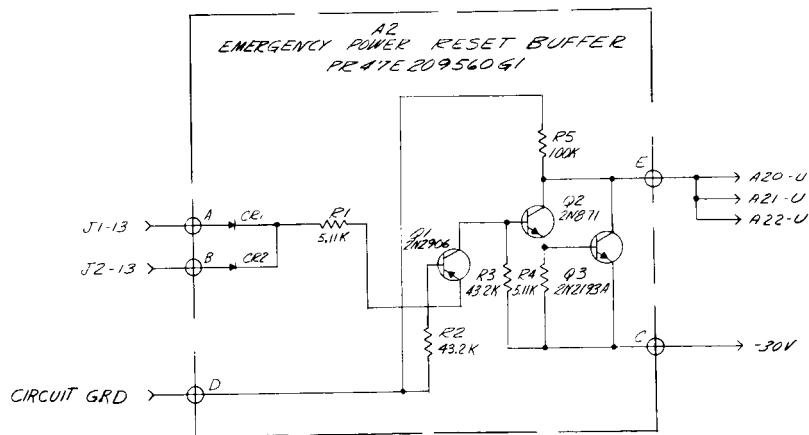 A2
EMERGENCY POWER RESET BUFFER
PR47E209560G1
R5
100K
E
A20-U
A21-U
A22-U
Q2
2N871
J1-13
A
CR1
R1
5.11K
Q1
2N2906
J2-13
B
CR2
R3
43.2K
R4
5.11K
Q3
2N2193A
R2
43.2K
C
-30V
CIRCUIT GRD
D